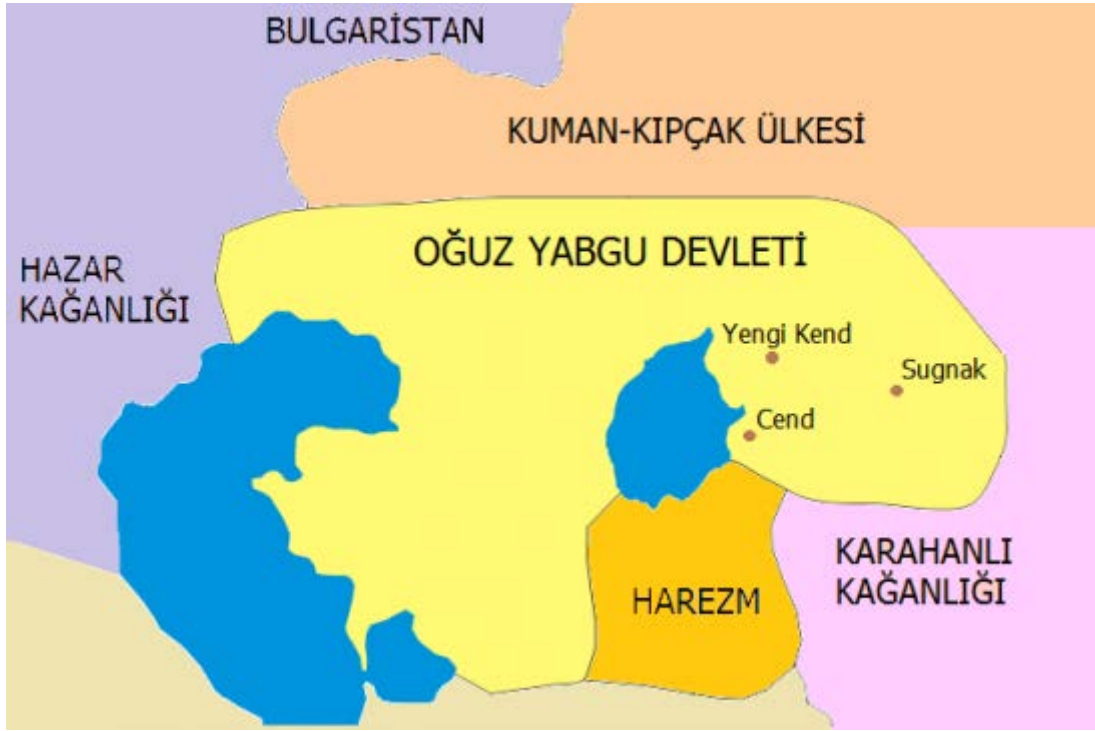 BULGARİSTAN
KUMAN-KIPÇAK ÜLKESİ
OĞUZ YABGU DEVLETİ
HAZAR
KAĞANLIĞI
Yengi Kend
Sugnak
Cend
KARAHANLI
KAĞANLIĞI
HAREZM